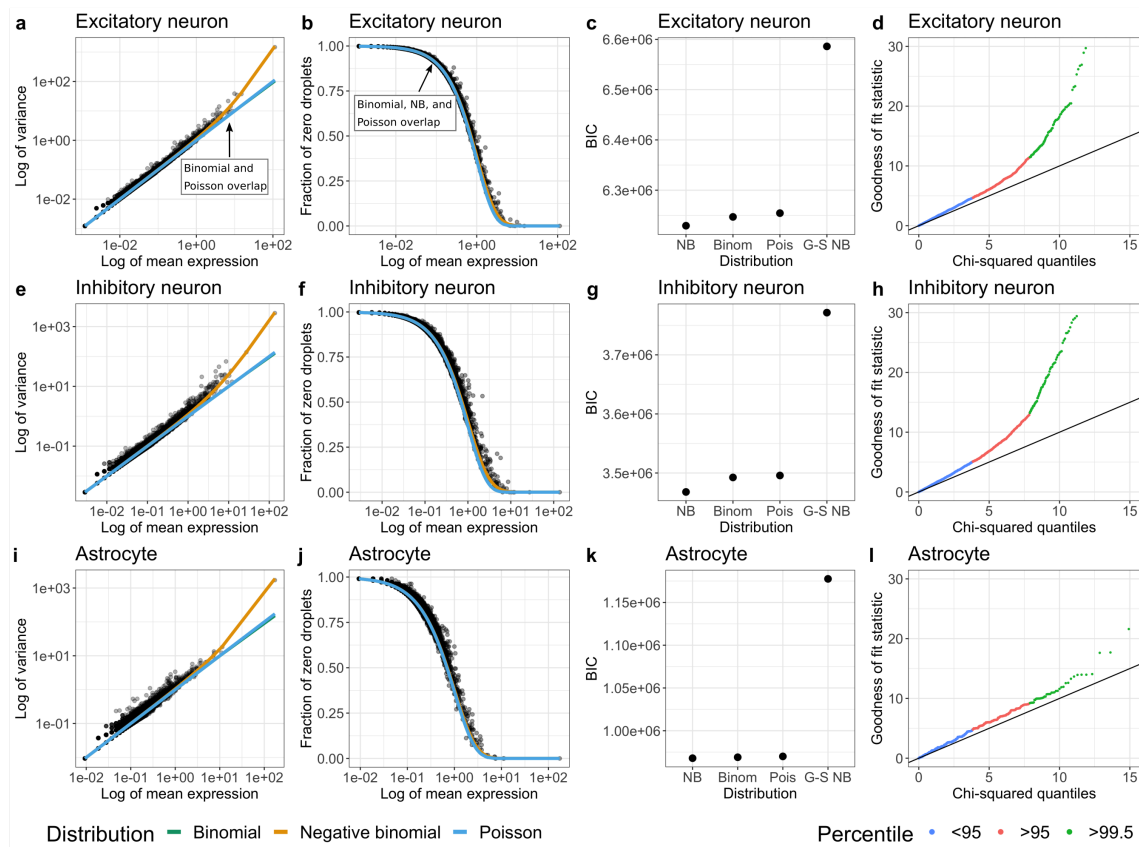 a Excitatory neuron
Log of variance
1e+02
1e+00
1e-02
Binomial and
Poisson overlap
1e-02 1e+00 1e+02
Log of mean expression
b Excitatory neuron
Fraction of zero droplets
1.00
0.75
0.50
0.25
0.00
Binomial, NB, and
Poisson overlap
1e-02 1e+00 1e+02
Log of mean expression
c Excitatory neuron
BIC
6.6e+06
6.5e+06
6.4e+06
6.3e+06
NB Binom Pois G-S NB
Distribution
d Excitatory neuron
Goodness of fit statistic
30
20
10
0
0 5 10 15
Chi-squared quantiles
e Inhibitory neuron
Log of variance
1e+03
1e+01
1e-01
1e-02 1e-01 1e+00 1e+01 1e+02
Log of mean expression
f Inhibitory neuron
Fraction of zero droplets
1.00
0.75
0.50
0.25
0.00
1e-02 1e-01 1e+00 1e+01 1e+02
Log of mean expression
g Inhibitory neuron
BIC
3.7e+06
3.6e+06
3.5e+06
NB Binom Pois G-S NB
Distribution
h Inhibitory neuron
Goodness of fit statistic
30
20
10
0
0 5 10 15
Chi-squared quantiles
i Astrocyte
Log of variance
1e+03
1e+01
1e-01
1e-02 1e-01 1e+00 1e+01 1e+02
Log of mean expression
j Astrocyte
Fraction of zero droplets
1.00
0.75
0.50
0.25
0.00
1e-02 1e-01 1e+00 1e+01 1e+02
Log of mean expression
k Astrocyte
BIC
1.15e+06
1.10e+06
1.05e+06
1.00e+06
NB Binom Pois G-S NB
Distribution
l Astrocyte
Goodness of fit statistic
30
20
10
0
0 5 10 15
Chi-squared quantiles
Distribution Binomial Negative binomial Poisson
Percentile <95 >95 >99.5